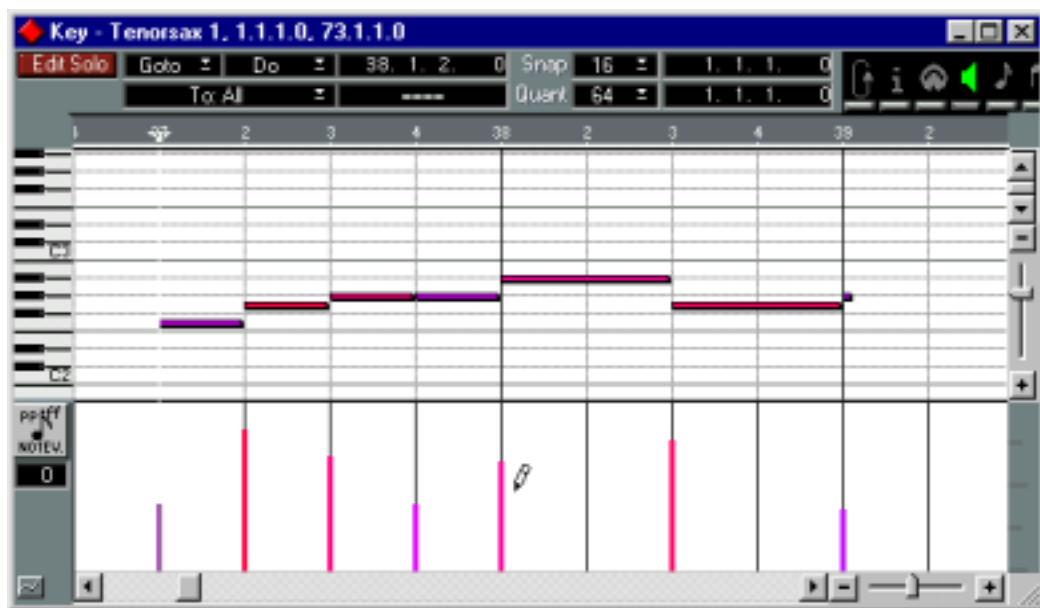 Key - Tenorsax 1, 1.1.1.0, 73.1.1.0
Edit Solo Goto Do 38. 1. 2. 0 Snap 16 1. 1. 1. 0
To: All ---- Quant 64 1. 1. 1. 0
2 3 4 38 2 3 4 39 2
C3
C2
PP ff
NOTEV.
0